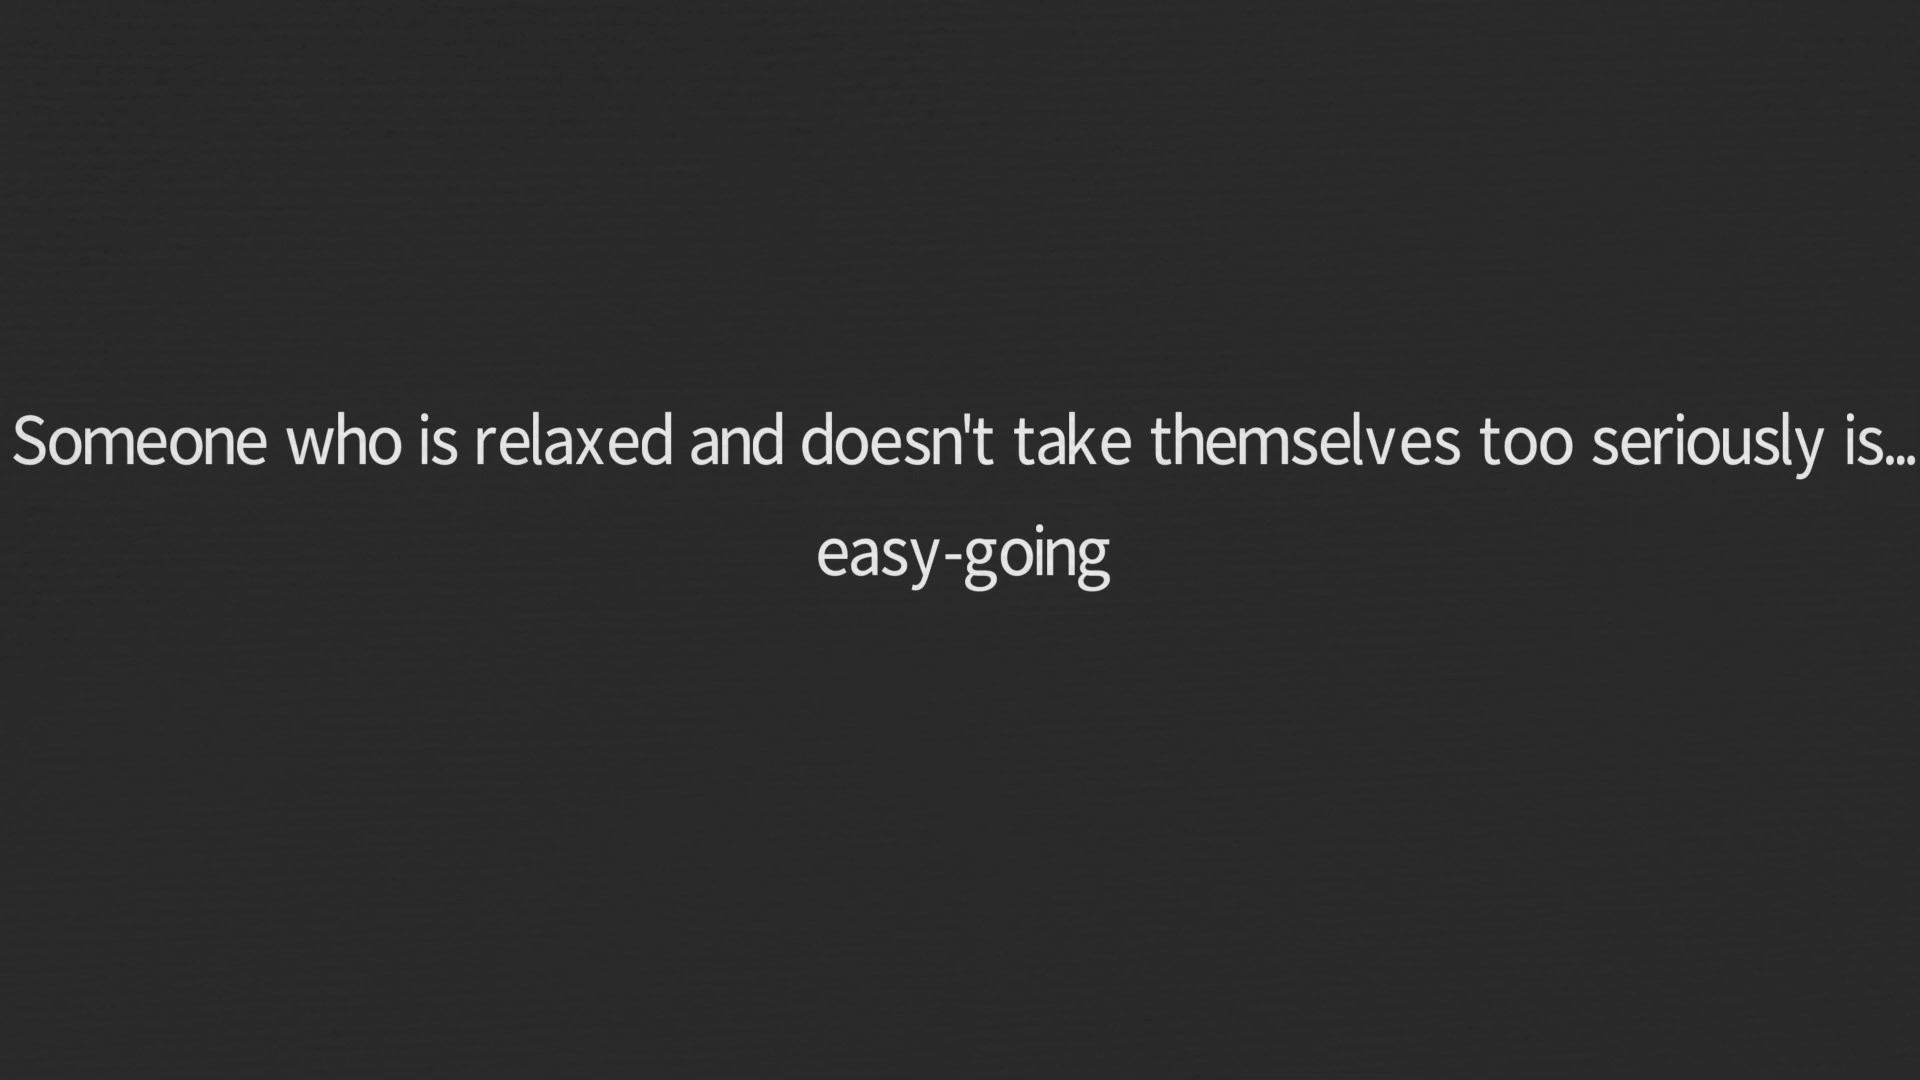 Someone who is relaxed and doesn't take themselves too seriously is...
easy-going